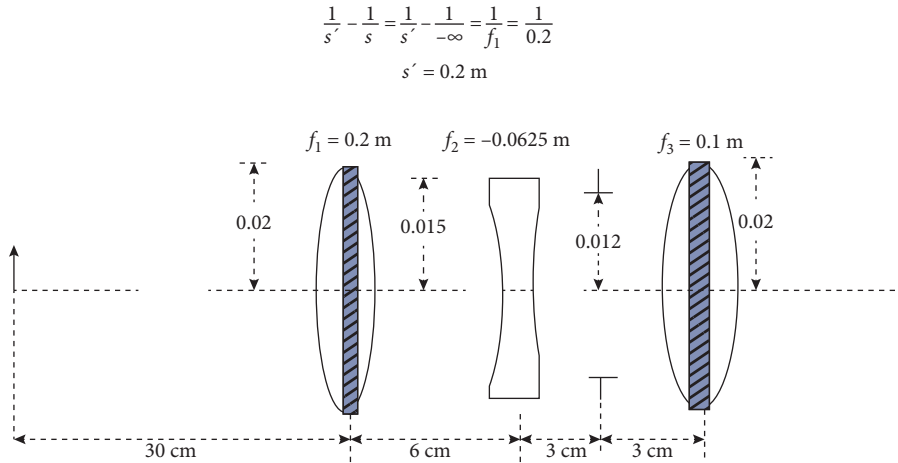 1/s´ − 1/s = 1/s´ − 1/−∞ = 1/f₁ = 1/0.2
s´ = 0.2 m
f₁ = 0.2 m f₂ = −0.0625 m f₃ = 0.1 m
0.02 0.015 0.012 0.02
30 cm 6 cm 3 cm 3 cm